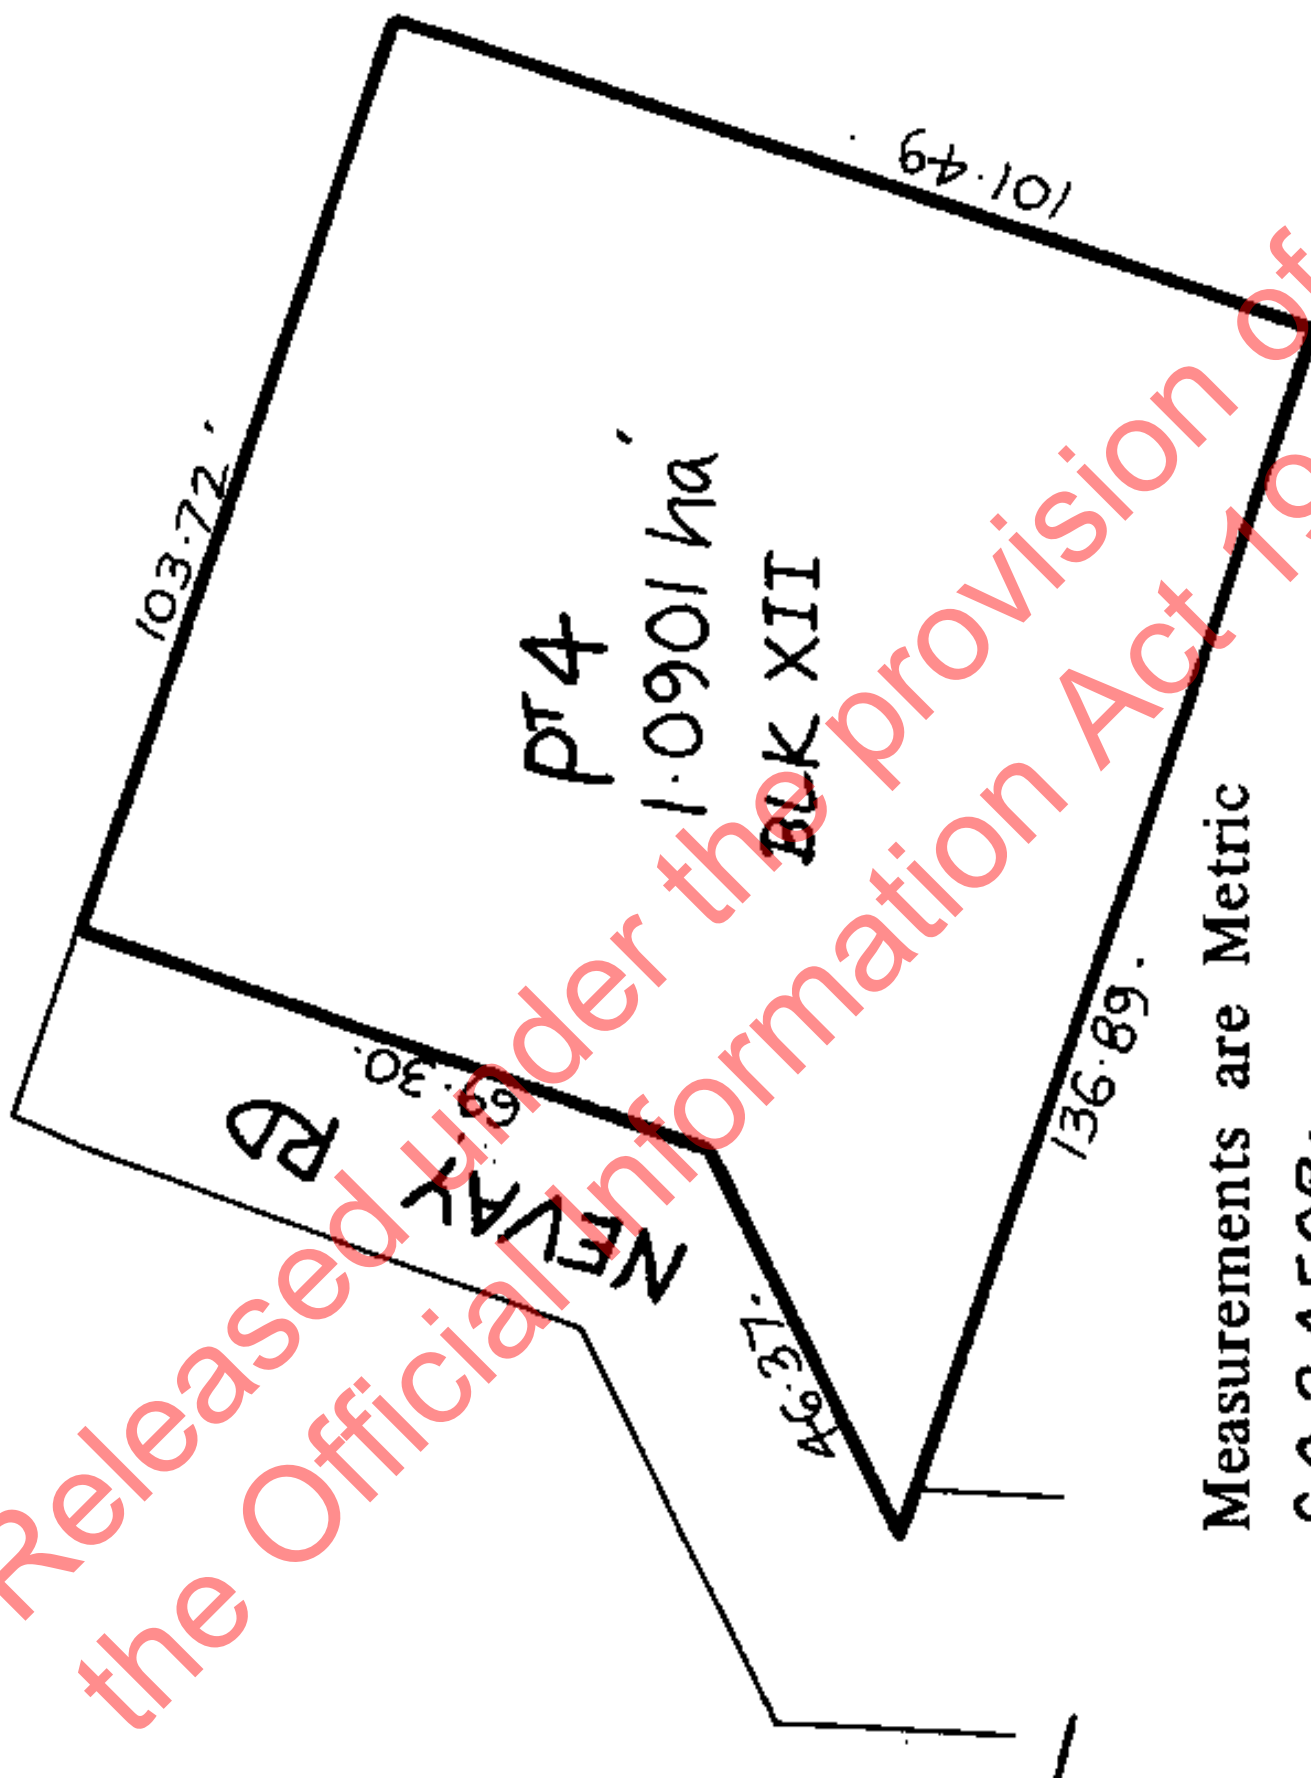 103·72
101·49
PT 4
1·0901 ha
BLK XII
69·30
NEVAY RD
46·37
136·89
Measurements are Metric
Released under the provision of
the Official Information Act 19